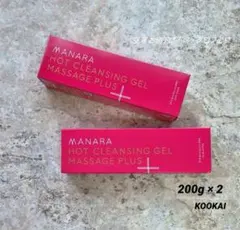 MANARA
HOT CLEANSING GEL
MASSAGE PLUS
MANARA
HOT CLEANSING GEL
MASSAGE PLUS
200g × 2
KOOKAI